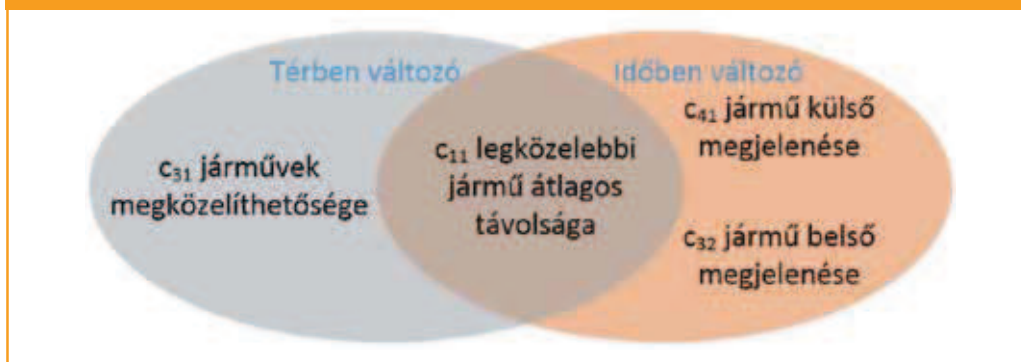 Térben változó
Időben változó
c₃₁ járművek
megközelíthetősége
c₁₁ legközelebbi
jármű átlagos
távolsága
c₄₁ jármű külső
megjelenése
c₃₂ jármű belső
megjelenése